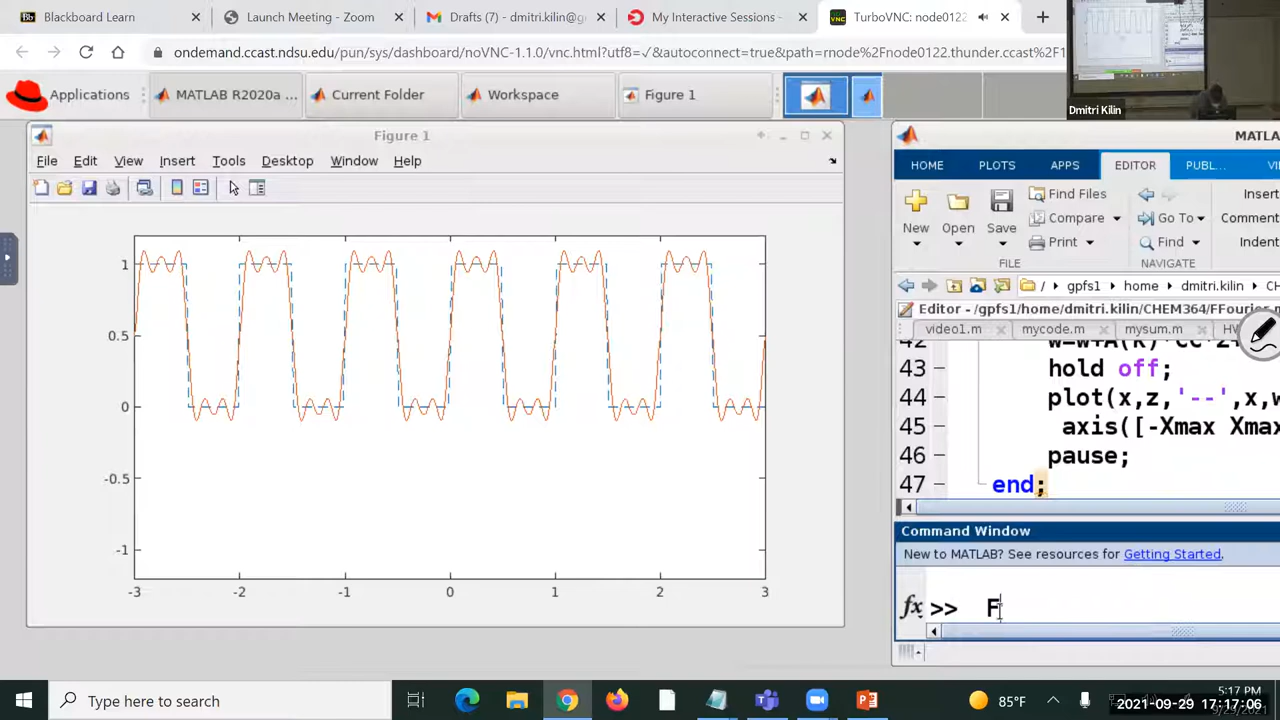 Blackboard Learn
Launch Meeting - Zoom
dmitri.kilin@g
My Interactive Sessions -
TurboVNC: node0122
ondemand.ccast.ndsu.edu/pun/sys/dashboard/
C-1.1.0/vnc.html?utf8=✓&autoconnect=true&path=rnode%2Fnode0122.thunder.ccast%2F1
Dmitri Kilin
Applications
MATLAB R2020a ...
Current Folder
Workspace
Figure 1
Figure 1
File Edit View Insert Tools Desktop Window Help
1
0.5
0
-0.5
-1
-3 -2 -1 0 1 2 3
MATLA
HOME PLOTS APPS EDITOR PUBL... VI
New Open Save
Find Files
Compare
Print
FILE
Go To
Find
NAVIGATE
Insert
Comment
Indent
/ gpfs1 home dmitri.kilin CH
Editor - /gpfs1/home/dmitri.kilin/CHEM364/FFourier.m
video1.m mycode.m mysum.m HW
42
43 hold off;
44 plot(x,z,'--',x,w
45 axis([-Xmax Xmax
46 pause;
47 end;
Command Window
New to MATLAB? See resources for Getting Started.
fx >> F
Type here to search
85°F
5:17 PM
2021-09-29 17:17:06